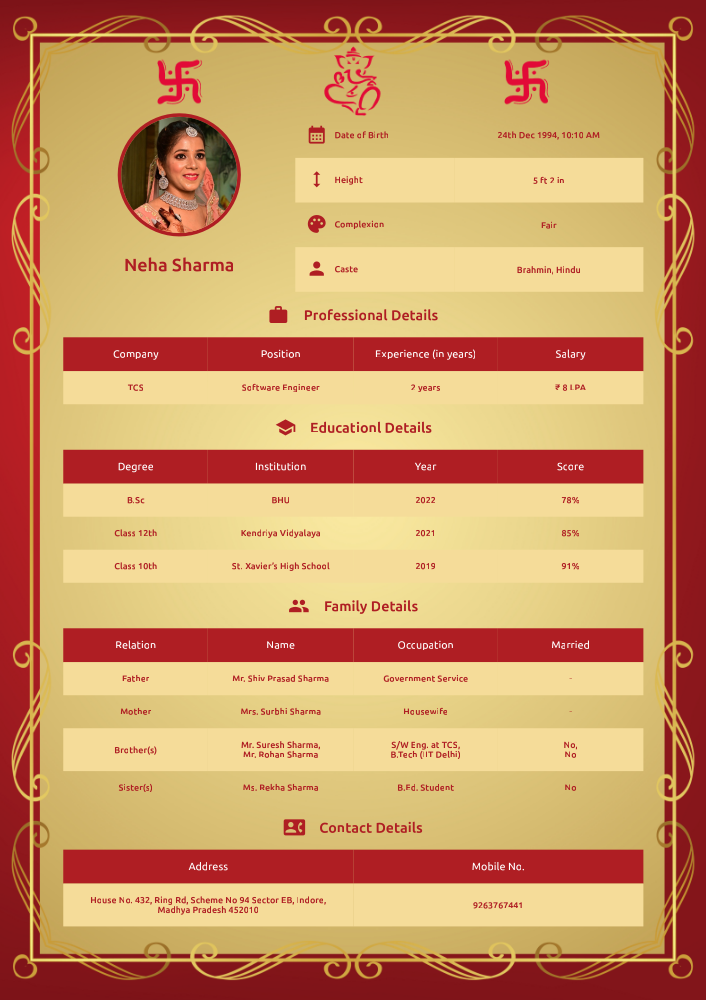 Date of Birth 24th Dec 1994, 10:10 AM
Height 5 ft 2 in
Complexion Fair
Caste Brahmin, Hindu
Neha Sharma
Professional Details
Company Position Experience (in years) Salary
TCS Software Engineer 2 years ₹ 8 LPA
Educationl Details
Degree Institution Year Score
B.Sc BHU 2022 78%
Class 12th Kendriya Vidyalaya 2021 85%
Class 10th St. Xavier's High School 2019 91%
Family Details
Relation Name Occupation Married
Father Mr. Shiv Prasad Sharma Government Service -
Mother Mrs. Surbhi Sharma Housewife -
Brother(s) Mr. Suresh Sharma, S/W Eng. at TCS, No,
Mr. Rohan Sharma B.Tech (IIT Delhi) No
Sister(s) Ms. Rekha Sharma B.Ed. Student No
Contact Details
Address Mobile No.
House No. 432, Ring Rd, Scheme No 94 Sector EB, Indore, 9263767441
Madhya Pradesh 452010